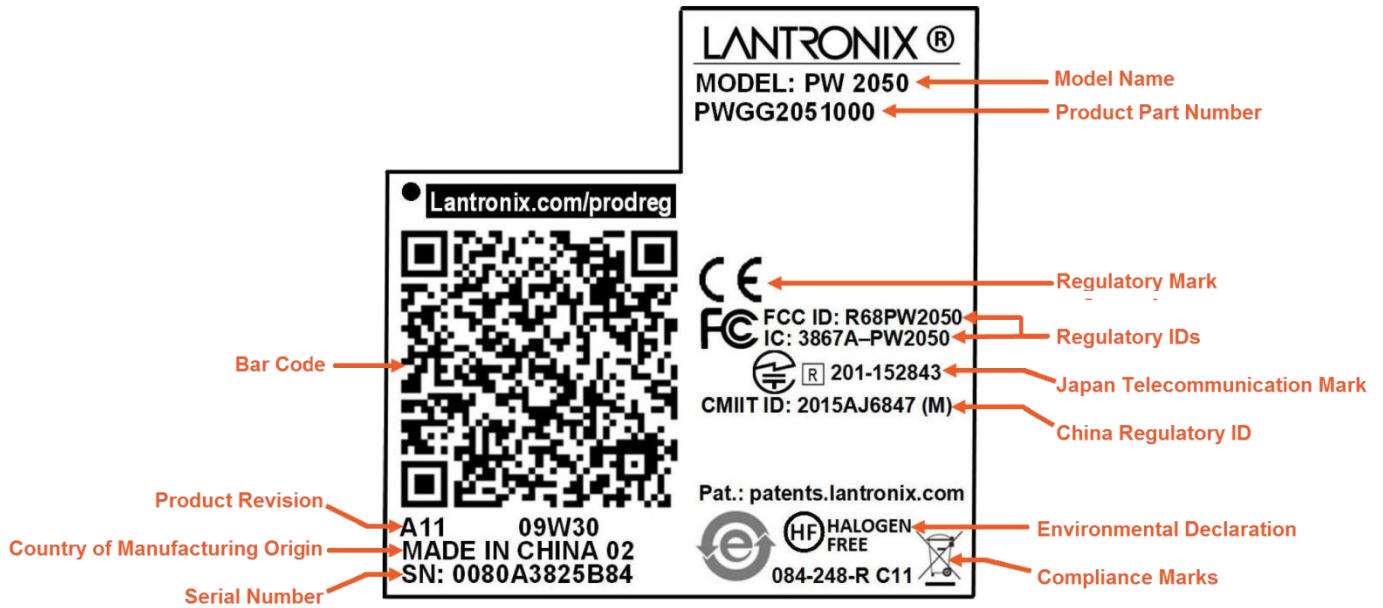 LANTRONIX ®
MODEL: PW 2050
Model Name
PWGG2051000
Product Part Number
Lantronix.com/prodreg
CE
Regulatory Mark
FC FCC ID: R68PW2050
IC: 3867A–PW2050
Regulatory IDs
Bar Code
R 201-152843
Japan Telecommunication Mark
CMIIT ID: 2015AJ6847 (M)
China Regulatory ID
Pat.: patents.lantronix.com
Product Revision
A11 09W30
Country of Manufacturing Origin
MADE IN CHINA 02
Serial Number
SN: 0080A3825B84
e
HF HALOGEN
FREE
Environmental Declaration
084-248-R C11
Compliance Marks